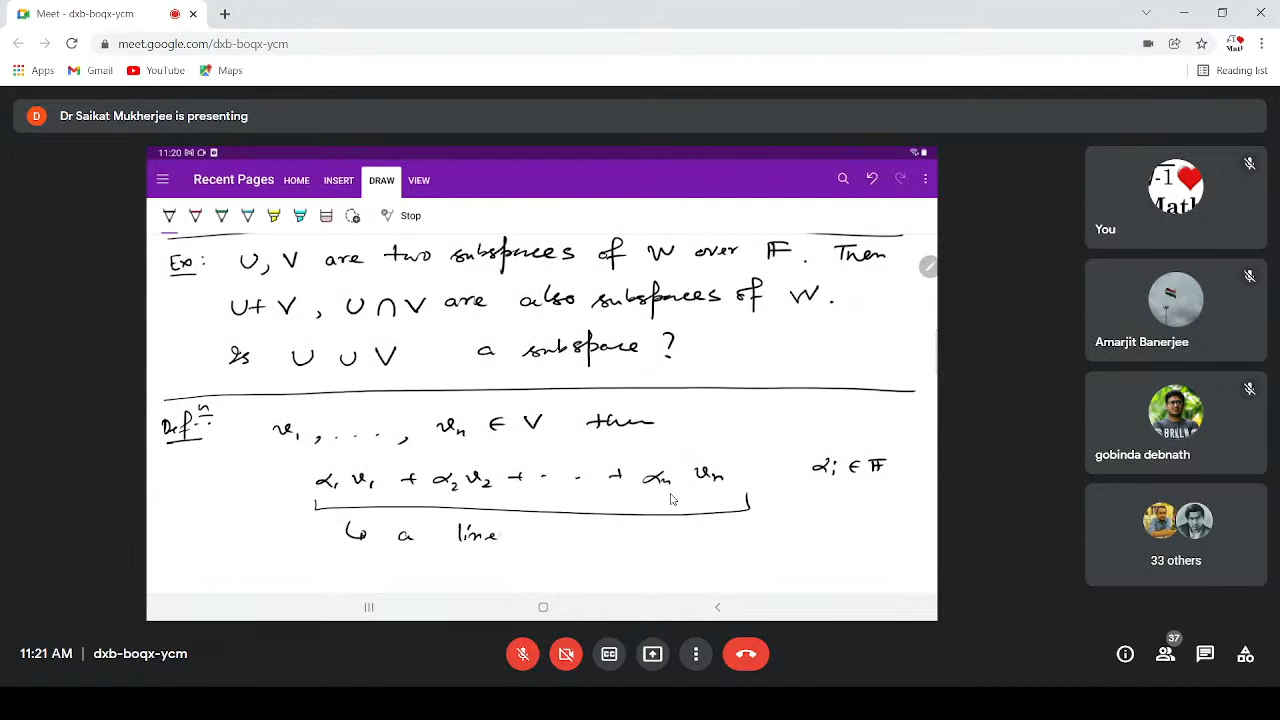 Meet - dxb-boqx-ycm
meet.google.com/dxb-boqx-ycm
Apps Gmail YouTube Maps Reading list
D Dr Saikat Mukherjee is presenting
11:20
Recent Pages HOME INSERT DRAW VIEW
Stop
Ex: U, V are two subspaces of W over 𝔽. Then
U+V, U∩V are also subspaces of W.
Is U ∪ V a subspace ?
Defⁿ: v₁, . . . , vₙ ∈ V then
α₁ v₁ + α₂ v₂ + · · + αₙ vₙ αᵢ ∈ 𝔽
↳ a line
√-1 ♥ Math
You
Amarjit Banerjee
BRKLN
gobinda debnath
33 others
11:21 AM dxb-boqx-ycm
37